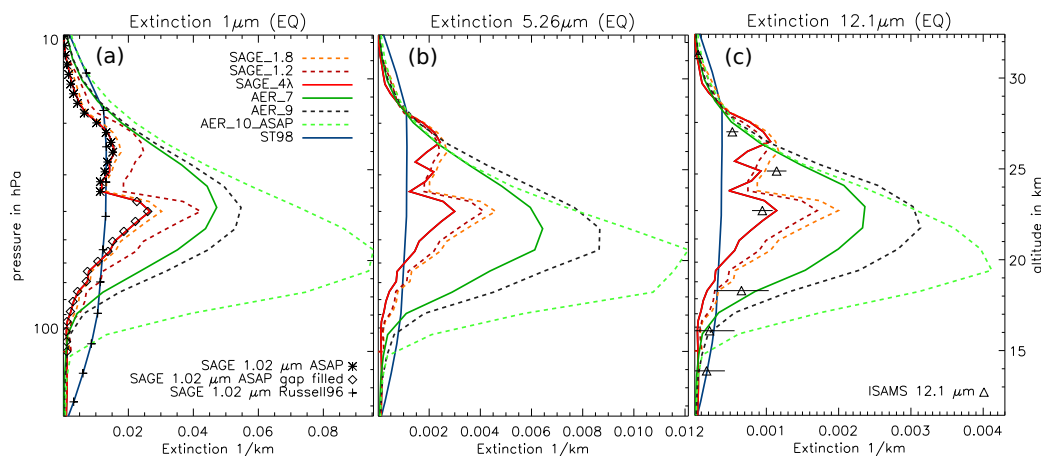 Extinction 1μm (EQ)
Extinction 5.26μm (EQ)
Extinction 12.1μm (EQ)
(a)
(b)
(c)
10
100
pressure in hPa
SAGE_1.8
SAGE_1.2
SAGE_4λ
AER_7
AER_9
AER_10_ASAP
ST98
SAGE 1.02 μm ASAP
SAGE 1.02 μm ASAP gap filled
SAGE 1.02 μm Russell96
ISAMS 12.1 μm
30
25
20
15
altitude in km
0.02 0.04 0.06 0.08
0.002 0.004 0.006 0.008 0.010
0.012
0.001 0.002 0.003 0.004
Extinction 1/km
Extinction 1/km
Extinction 1/km